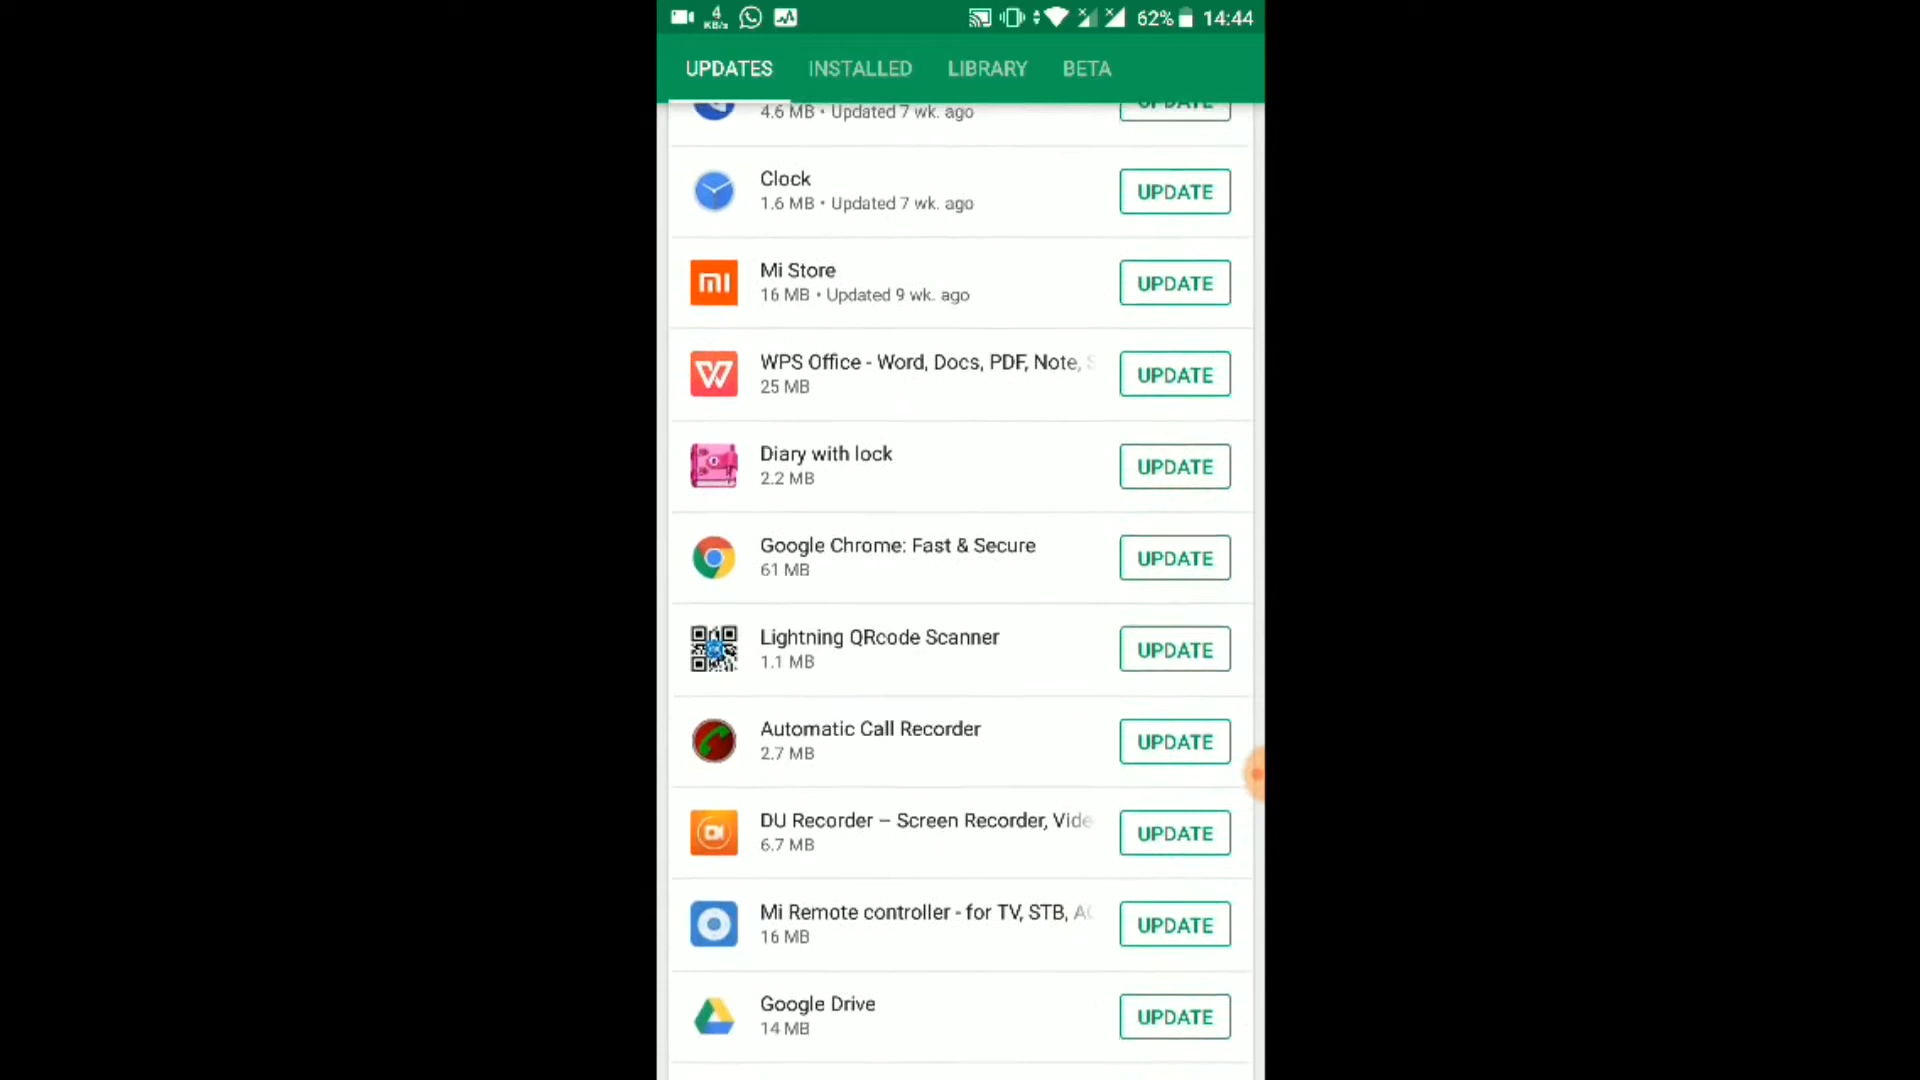 4
KB/s
62% 14:44
UPDATES INSTALLED LIBRARY BETA
4.6 MB • Updated 7 wk. ago
UPDATE
Clock
1.6 MB • Updated 7 wk. ago
UPDATE
Mi Store
16 MB • Updated 9 wk. ago
UPDATE
WPS Office - Word, Docs, PDF, Note, S
25 MB
UPDATE
Diary with lock
2.2 MB
UPDATE
Google Chrome: Fast & Secure
61 MB
UPDATE
Lightning QRcode Scanner
1.1 MB
UPDATE
Automatic Call Recorder
2.7 MB
UPDATE
DU Recorder – Screen Recorder, Vide
6.7 MB
UPDATE
Mi Remote controller - for TV, STB, AC
16 MB
UPDATE
Google Drive
14 MB
UPDATE